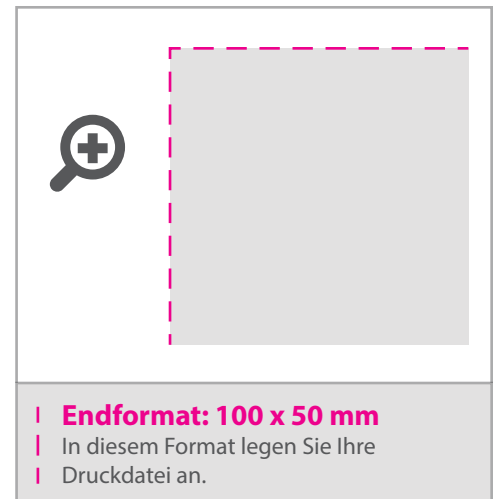 Endformat: 100 x 50 mm
In diesem Format legen Sie Ihre
Druckdatei an.